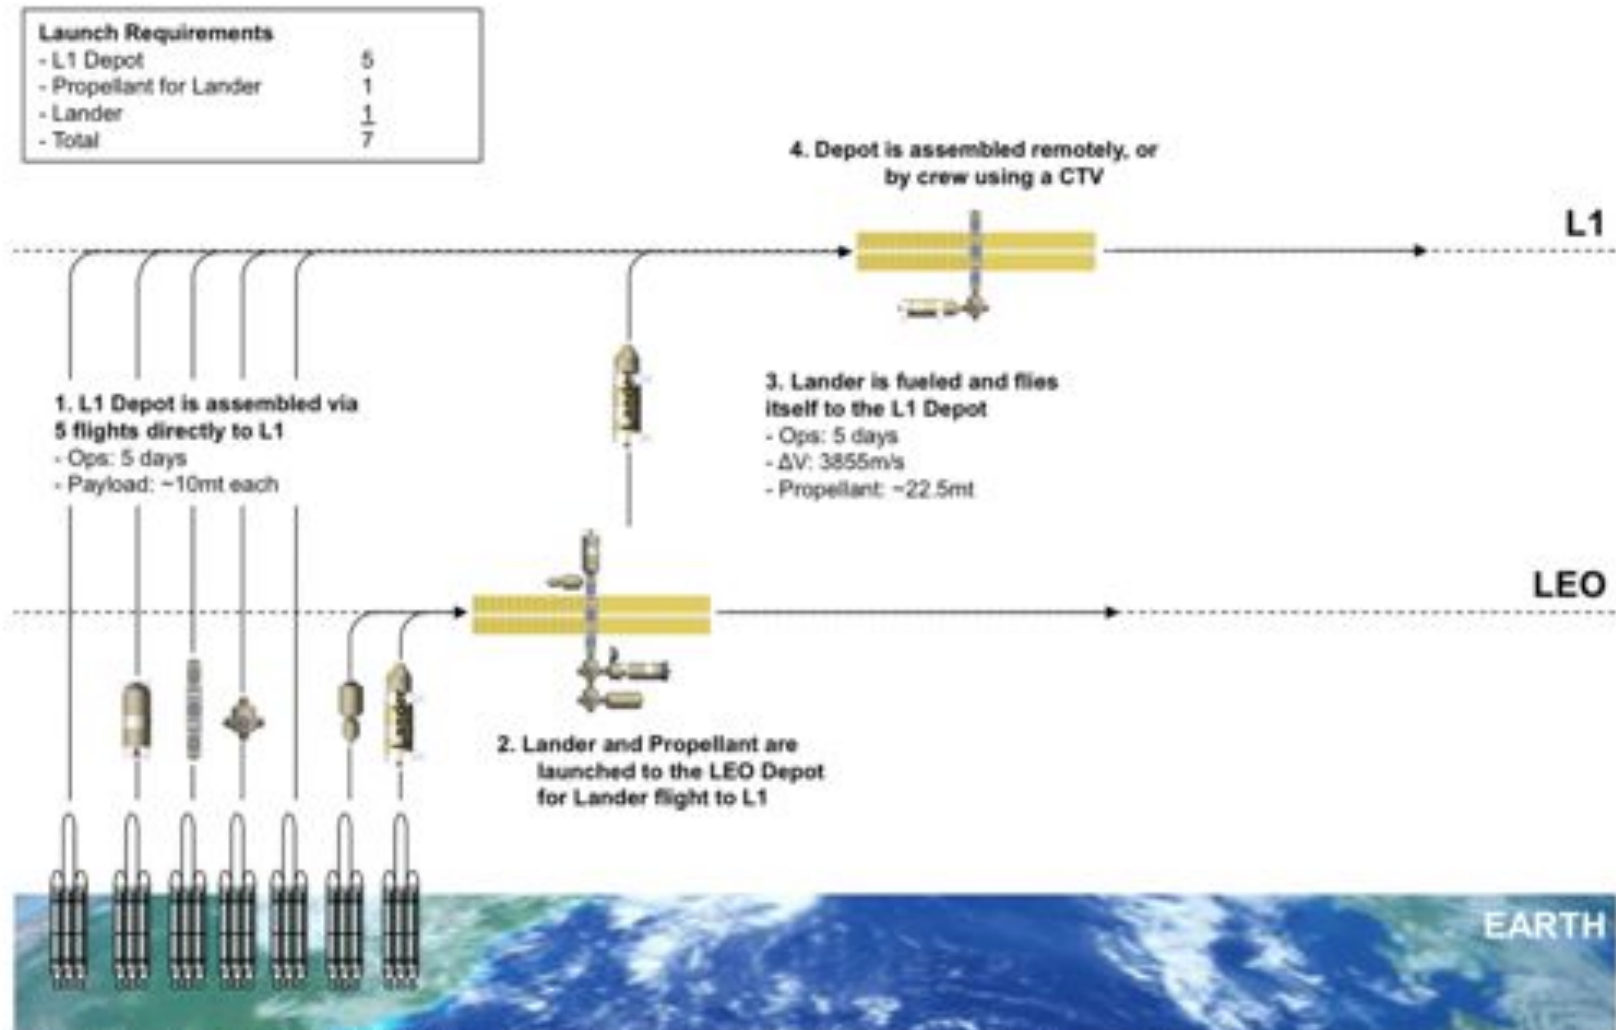 Launch Requirements
- L1 Depot 5
- Propellant for Lander 1
- Lander 1
- Total 7
4. Depot is assembled remotely, or
by crew using a CTV
L1
1. L1 Depot is assembled via
5 flights directly to L1
- Ops: 5 days
- Payload: ~10mt each
Lander
3. Lander is fueled and flies
itself to the L1 Depot
- Ops: 5 days
- ΔV: 3855m/s
- Propellant: ~22.5mt
LEO
Lander
2. Lander and Propellant are
launched to the LEO Depot
for Lander flight to L1
EARTH